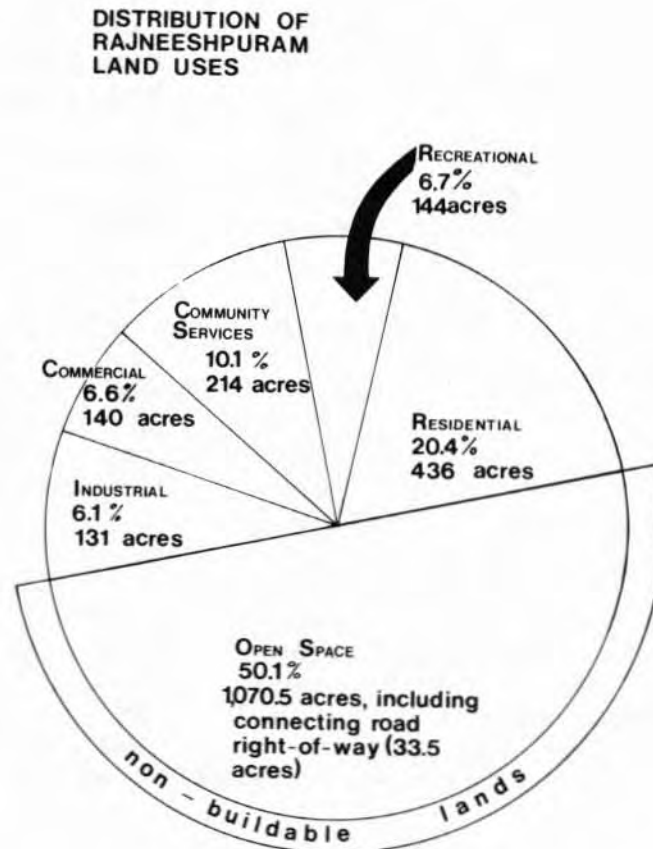 DISTRIBUTION OF
RAJNEESHPURAM
LAND USES
RECREATIONAL
6.7%
144acres
COMMUNITY
SERVICES
10.1 %
214 acres
COMMERCIAL
6.6%
140 acres
RESIDENTIAL
20.4%
436 acres
INDUSTRIAL
6.1 %
131 acres
OPEN SPACE
50.1%
1,070.5 acres, including
connecting road
right-of-way (33.5
acres)
non - buildable lands